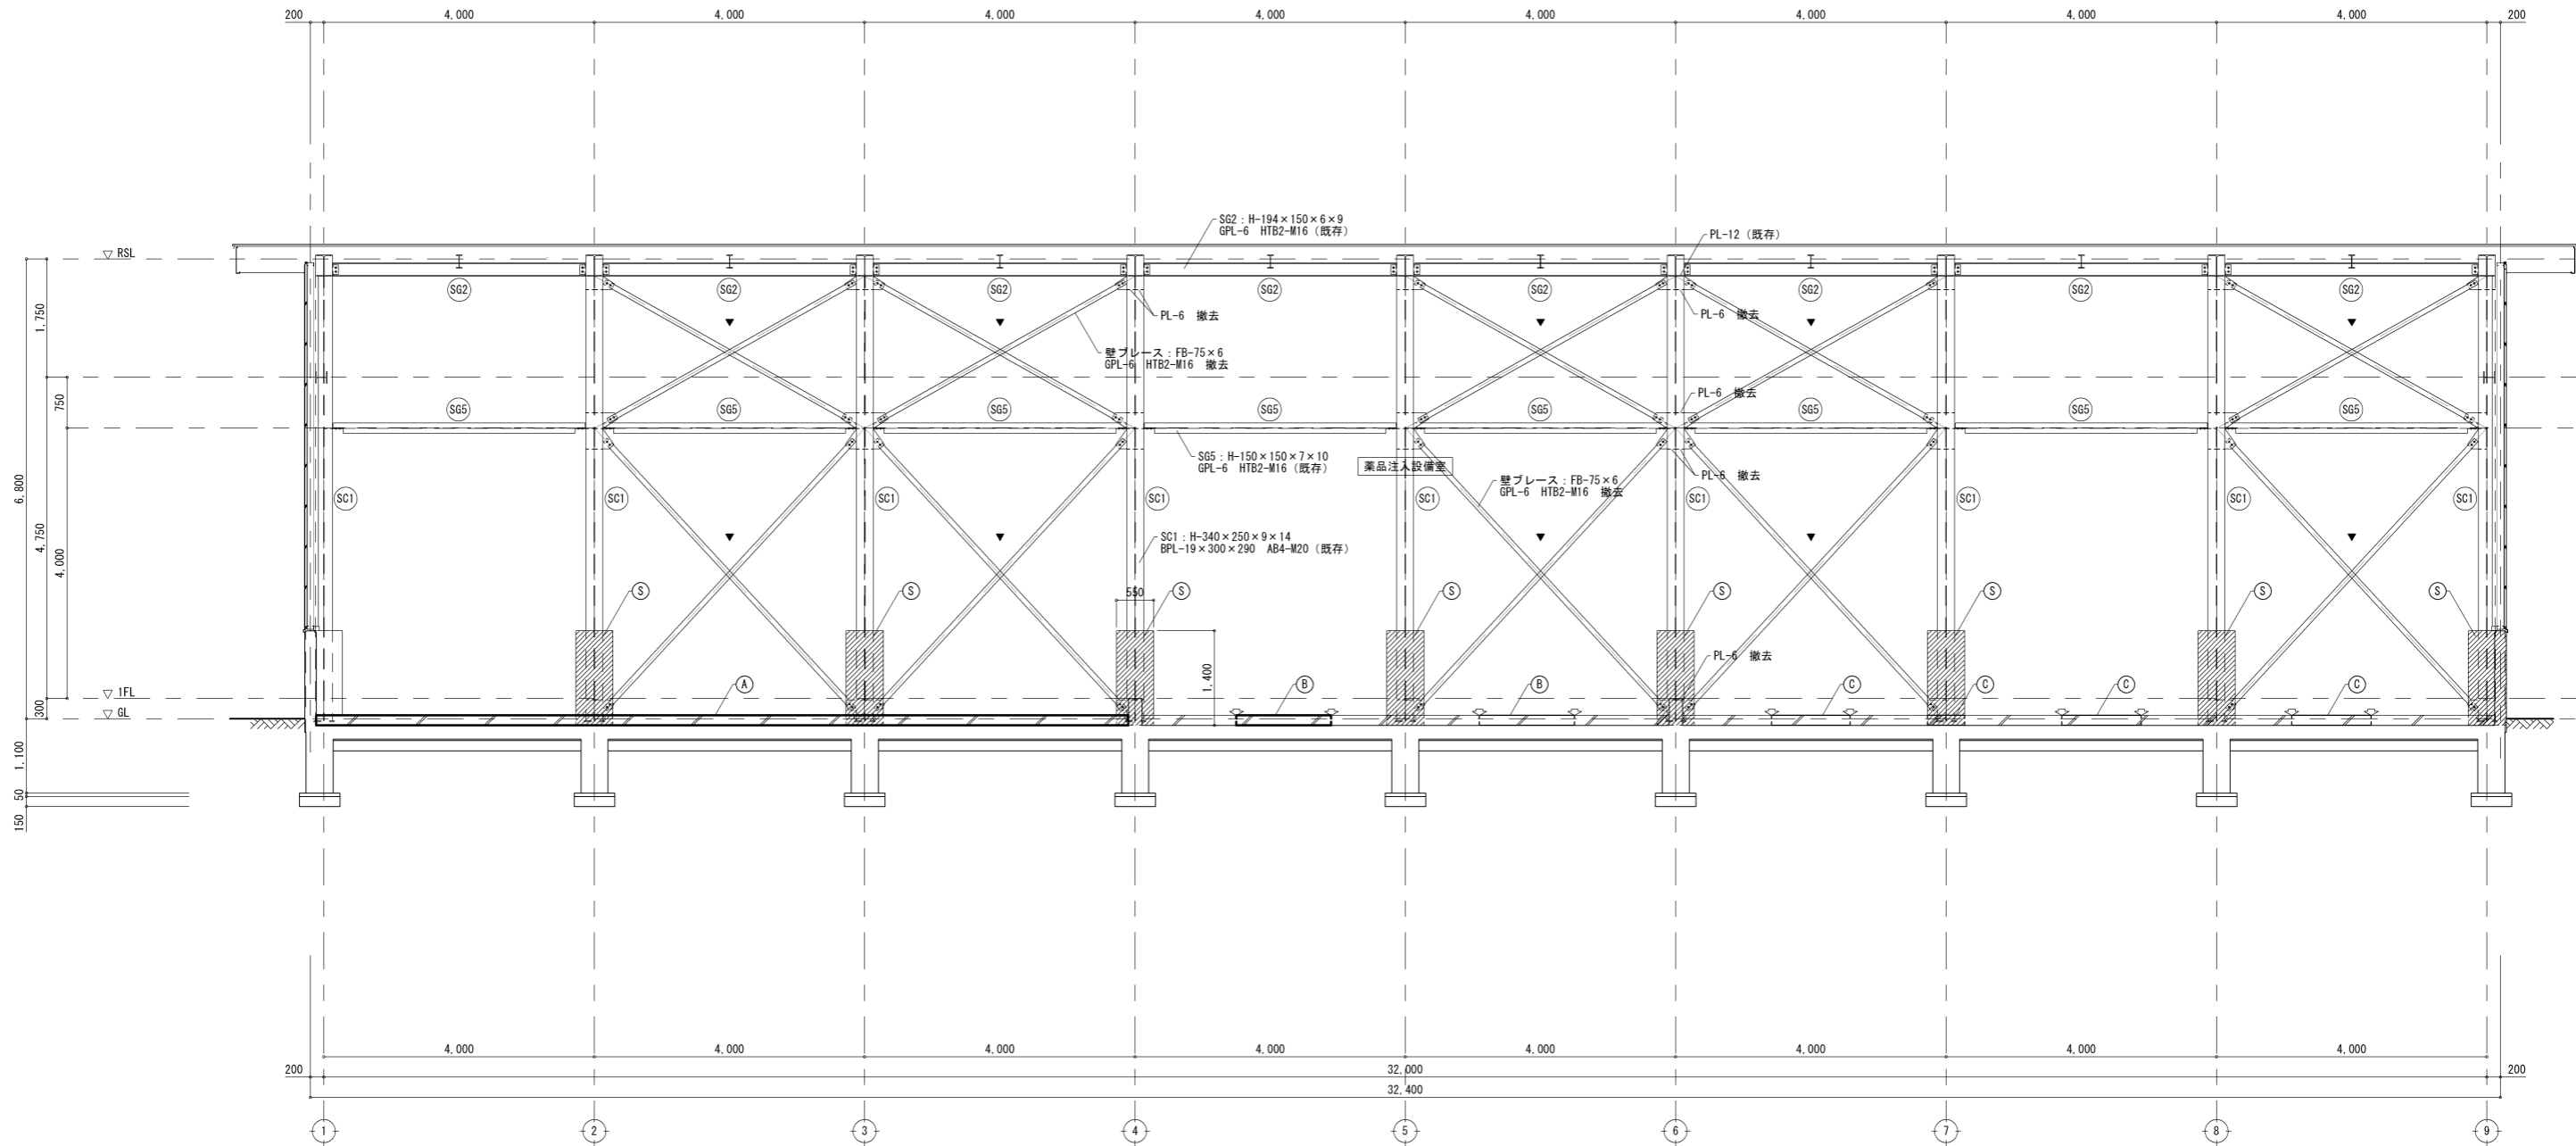 200 4,000 4,000 4,000 4,000 4,000 4,000 4,000 4,000 200
SG2：H-194×150×6×9
GPL-6 HTB2-M16（既存）
PL-12（既存）
▽ RSL
SG2 SG2 SG2 SG2 SG2 SG2 SG2 SG2
1,750
PL-6 撤去
PL-6 撤去
壁ブレース：FB-75×6
GPL-6 HTB2-M16 撤去
750
PL-6 撤去
SG5 SG5 SG5 SG5 SG5 SG5 SG5 SG5
SG5：H-150×150×7×10
GPL-6 HTB2-M16（既存）
薬品注入設備室
PL-6 撤去
壁ブレース：FB-75×6
GPL-6 HTB2-M16 撤去
6,800
4,750
4,000
SC1 SC1 SC1 SC1 SC1 SC1 SC1 SC1 SC1
SC1：H-340×250×9×14
BPL-19×300×290 AB4-M20（既存）
S S S S S S S S
550
1,400
PL-6 撤去
▽ 1FL
300
▽ GL
A B B C C C C
1,100
50
150
4,000 4,000 4,000 4,000 4,000 4,000 4,000 4,000
200 32,000 200
32,400
1 2 3 4 5 6 7 8 9